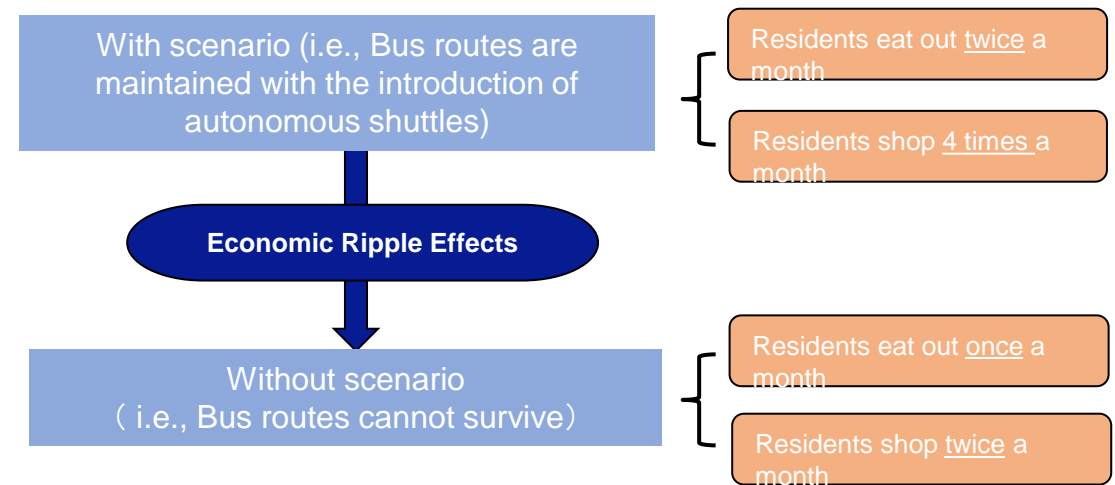 With scenario (i.e., Bus routes are
maintained with the introduction of
autonomous shuttles)
Residents eat out twice a
month
Residents shop 4 times a
month
Economic Ripple Effects
Without scenario
（ i.e., Bus routes cannot survive）
Residents eat out once a
month
Residents shop twice a
month